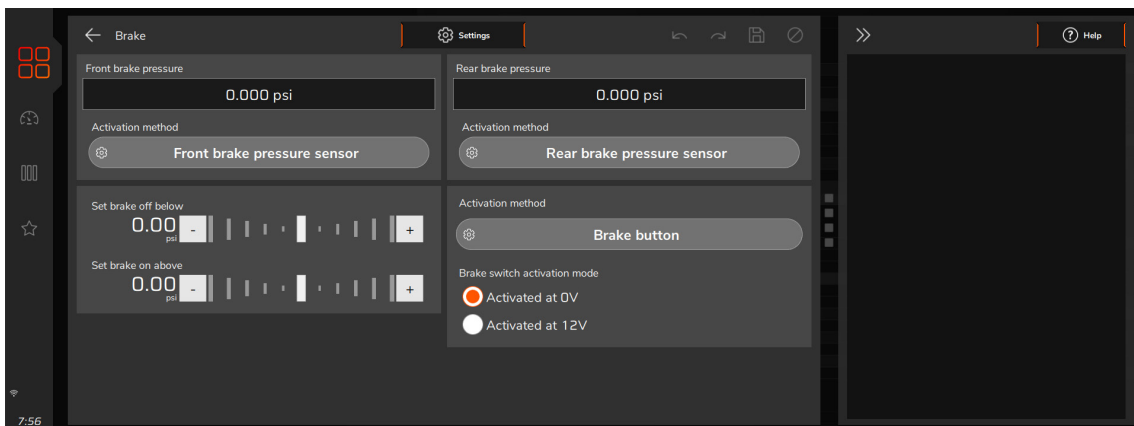 Brake
Settings
Help
Front brake pressure
0.000 psi
Activation method
Front brake pressure sensor
Rear brake pressure
0.000 psi
Activation method
Rear brake pressure sensor
Set brake off below
0.00
psi
-
+
Set brake on above
0.00
psi
-
+
Activation method
Brake button
Brake switch activation mode
Activated at 0V
Activated at 12V
7:56